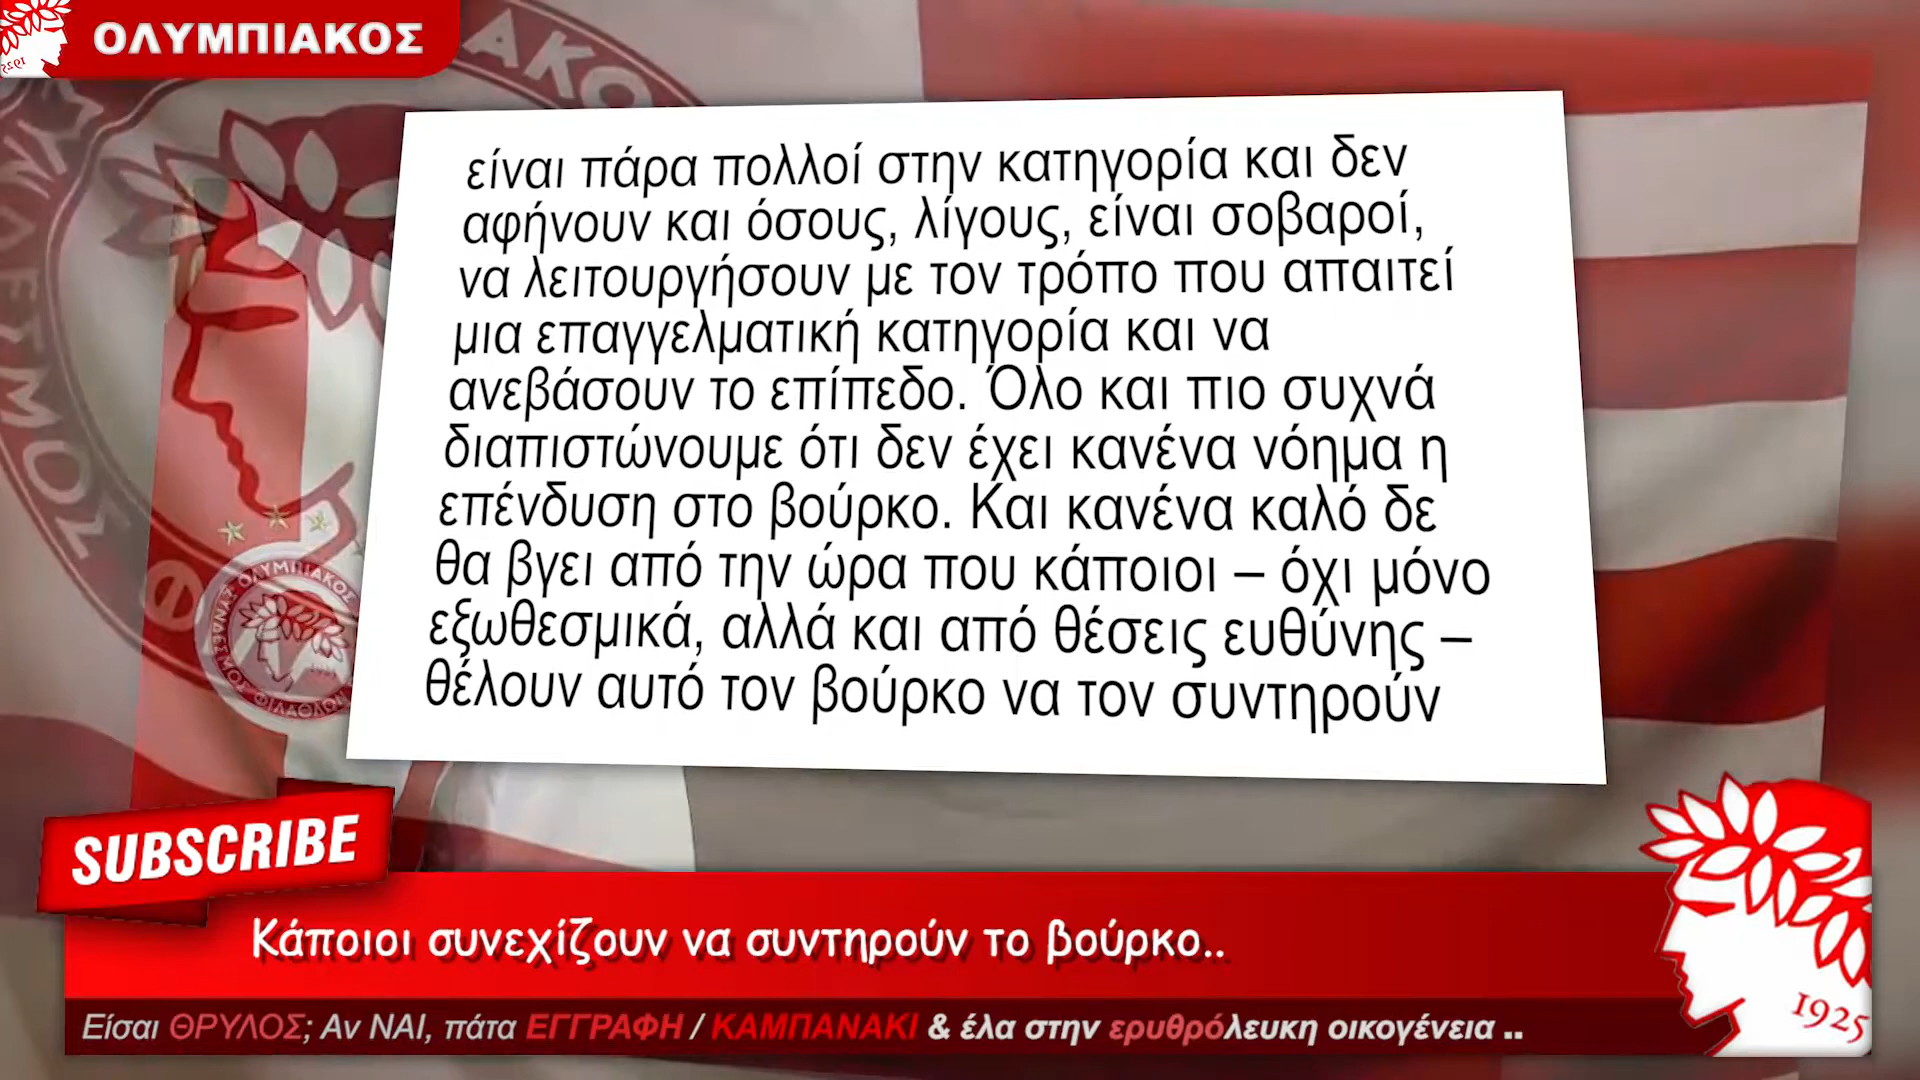 ΟΛΥΜΠΙΑΚΟΣ
είναι πάρα πολλοί στην κατηγορία και δεν
αφήνουν και όσους, λίγους, είναι σοβαροί,
να λειτουργήσουν με τον τρόπο που απαιτεί
μια επαγγελματική κατηγορία και να
ανεβάσουν το επίπεδο. Όλο και πιο συχνά
διαπιστώνουμε ότι δεν έχει κανένα νόημα η
επένδυση στο βούρκο. Και κανένα καλό δε
θα βγει από την ώρα που κάποιοι – όχι μόνο
εξωθεσμικά, αλλά και από θέσεις ευθύνης –
θέλουν αυτό τον βούρκο να τον συντηρούν
SUBSCRIBE
Κάποιοι συνεχίζουν να συντηρούν το βούρκο..
Είσαι ΘΡΥΛΟΣ; Αν ΝΑΙ, πάτα ΕΓΓΡΑΦΗ / ΚΑΜΠΑΝΑΚΙ & έλα στην ερυθρόλευκη οικογένεια ..
1925